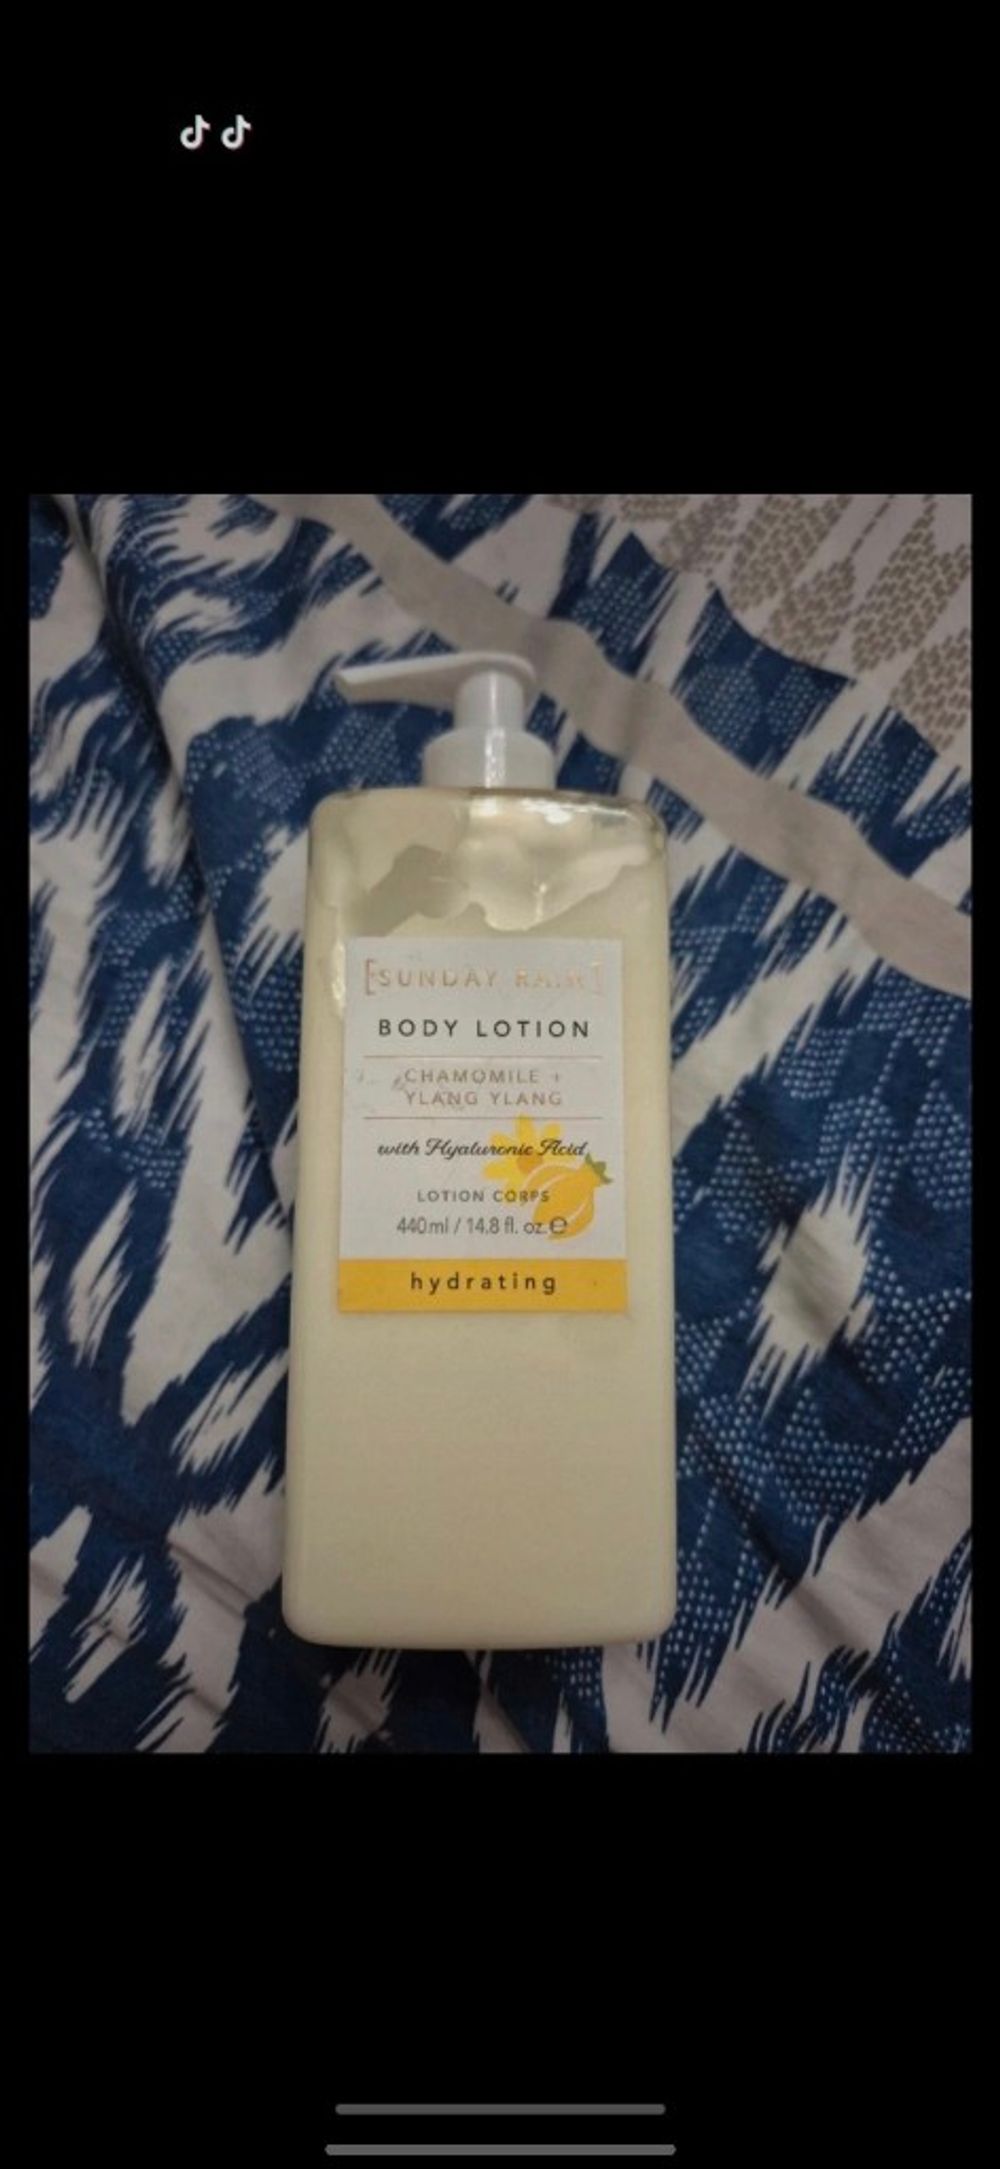 [SUNDAY RAIN]
BODY LOTION
CHAMOMILE +
YLANG YLANG
with Hyaluronic Acid
LOTION CORPS
440ml / 14.8 fl. oz. ℮
hydrating